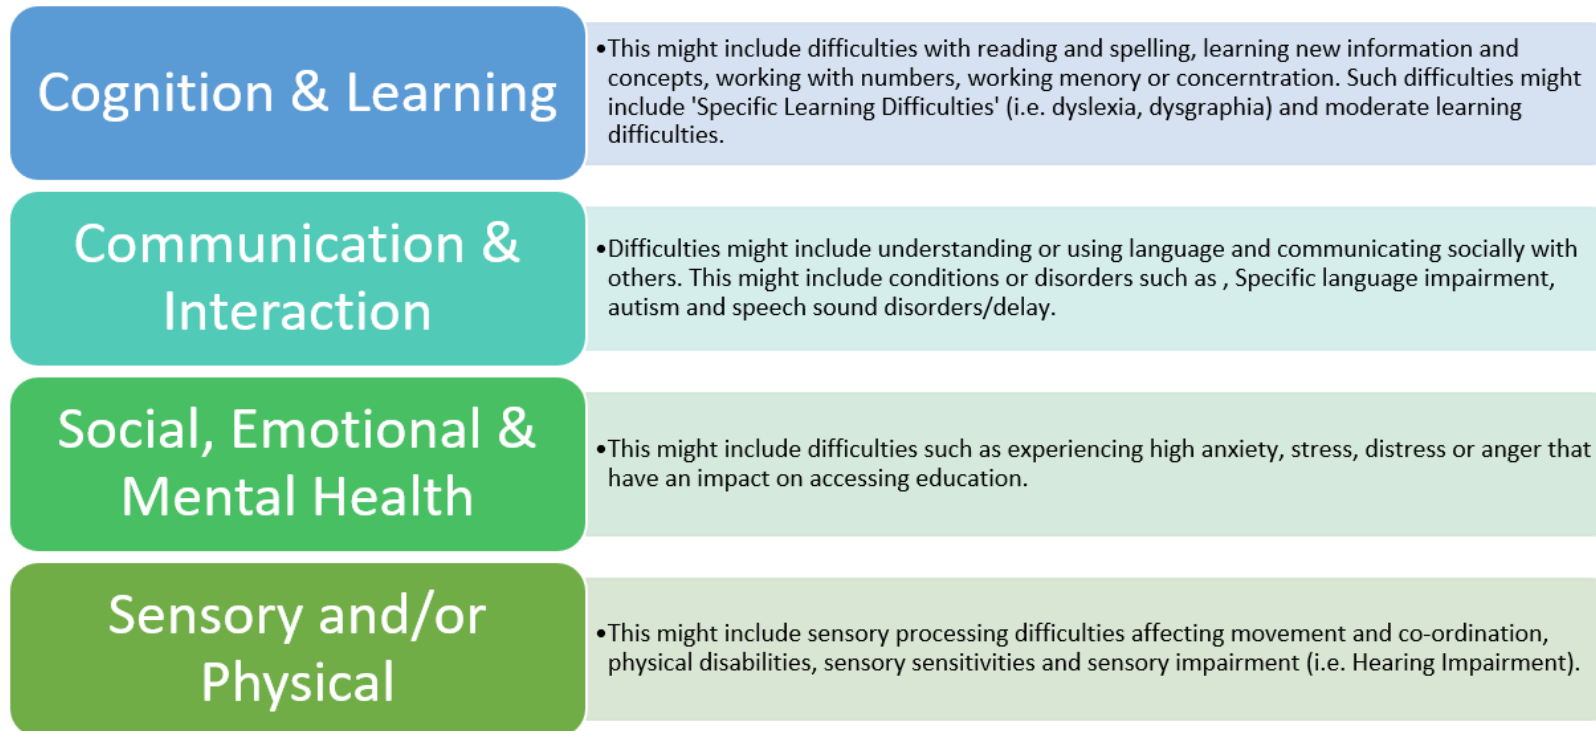 Cognition & Learning
•This might include difficulties with reading and spelling, learning new information and
concepts, working with numbers, working menory or concerntration. Such difficulties might
include 'Specific Learning Difficulties' (i.e. dyslexia, dysgraphia) and moderate learning
difficulties.
Communication &
Interaction
•Difficulties might include understanding or using language and communicating socially with
others. This might include conditions or disorders such as , Specific language impairment,
autism and speech sound disorders/delay.
Social, Emotional &
Mental Health
•This might include difficulties such as experiencing high anxiety, stress, distress or anger that
have an impact on accessing education.
Sensory and/or
Physical
•This might include sensory processing difficulties affecting movement and co-ordination,
physical disabilities, sensory sensitivities and sensory impairment (i.e. Hearing Impairment).